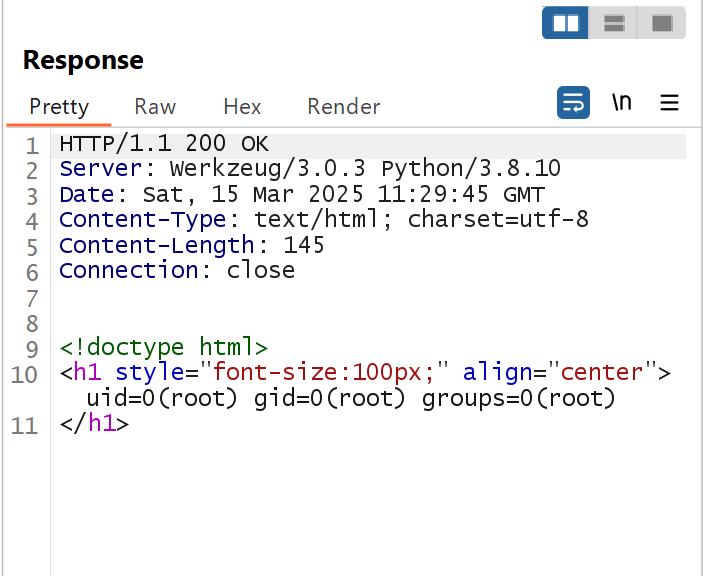 Response
Pretty Raw Hex Render \n
1 HTTP/1.1 200 OK
2 Server: Werkzeug/3.0.3 Python/3.8.10
3 Date: Sat, 15 Mar 2025 11:29:45 GMT
4 Content-Type: text/html; charset=utf-8
5 Content-Length: 145
6 Connection: close
7
8
9 <!doctype html>
10 <h1 style="font-size:100px;" align="center">
uid=0(root) gid=0(root) groups=0(root)
11 </h1>